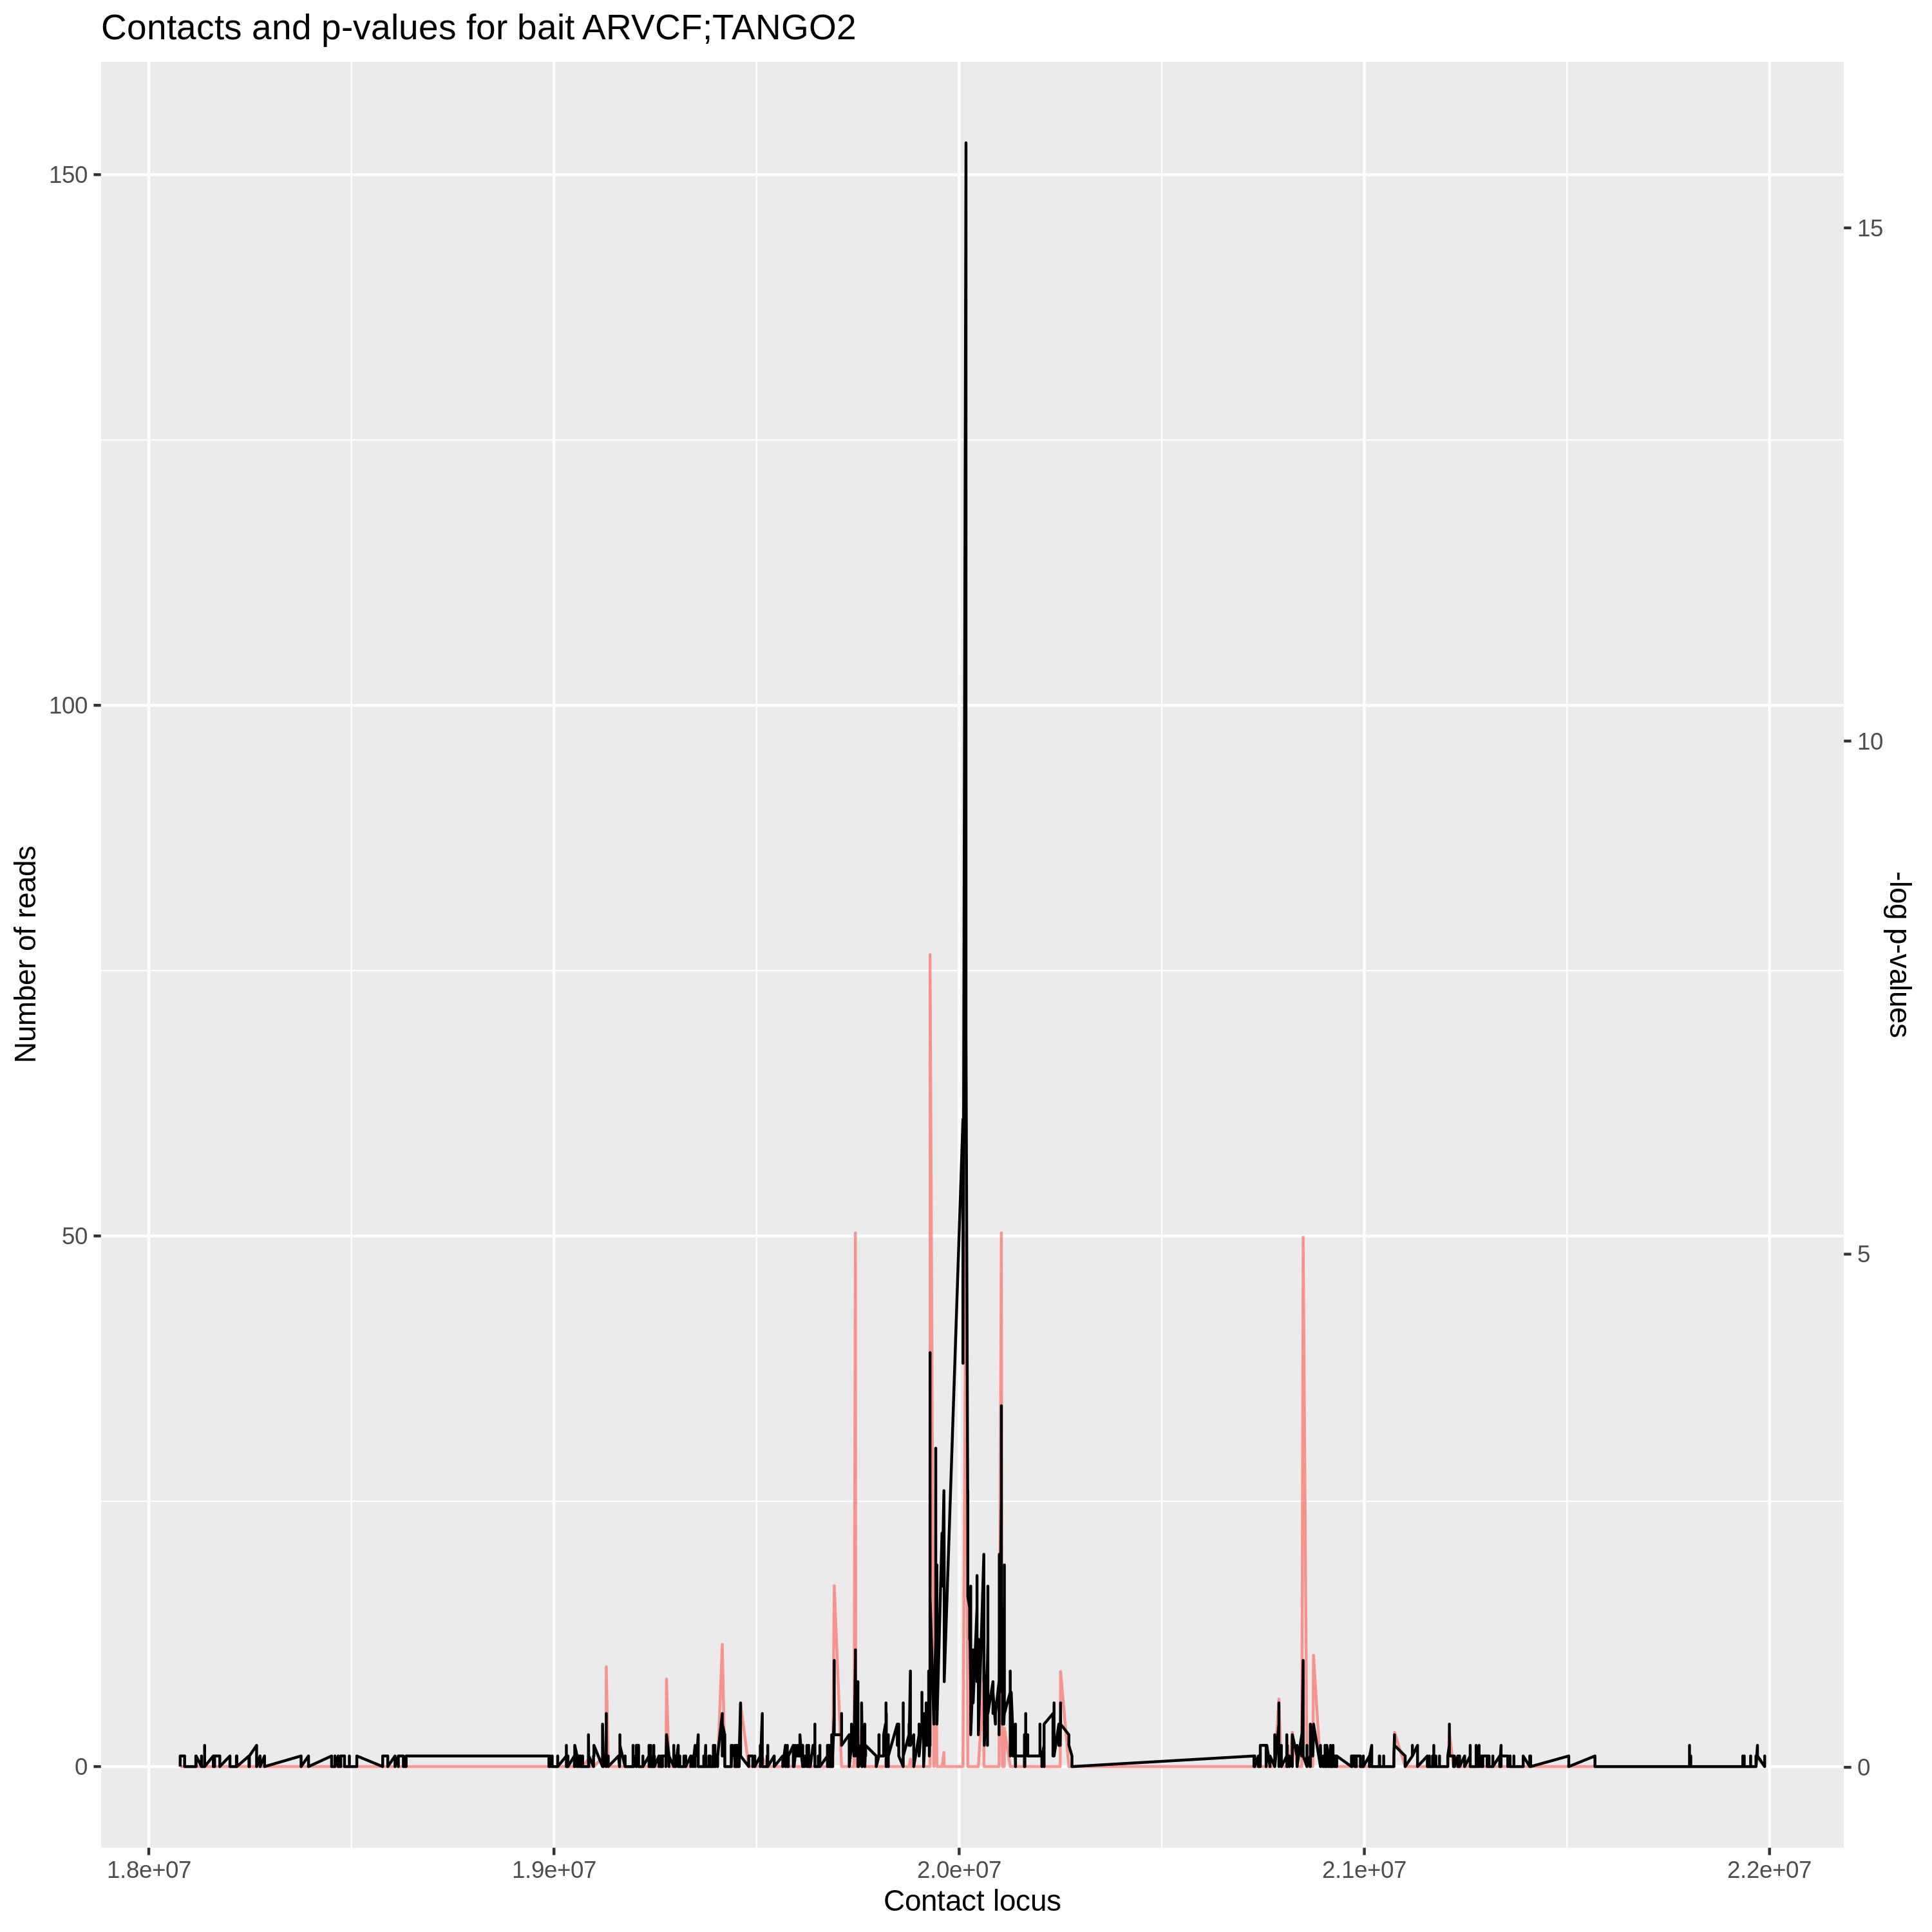 Contacts and p-values for bait ARVCF;TANGO2
Number of reads
150
100
50
0
15
10
5
0
-log p-values
1.8e+07 1.9e+07 2.0e+07 2.1e+07 2.2e+07
Contact locus